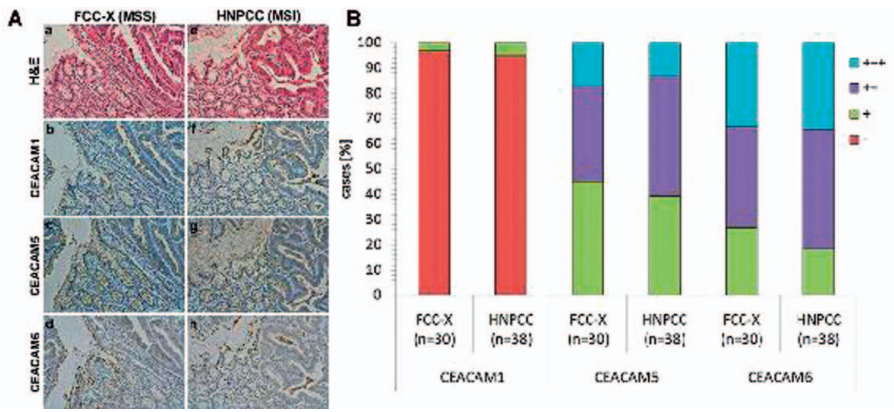 A
FCC-X (MSS) HNPCC (MSI)
H&E
a
e
CEACAM1
b
f
CEACAM5
c
g
CEACAM6
d
h
B
cases [%]
100
90
80
70
60
50
40
30
20
10
0
+++
+-
+
-
FCC-X HNPCC FCC-X HNPCC FCC-X HNPCC
(n=30) (n=38) (n=30) (n=38) (n=30) (n=38)
CEACAM1 CEACAM5 CEACAM6